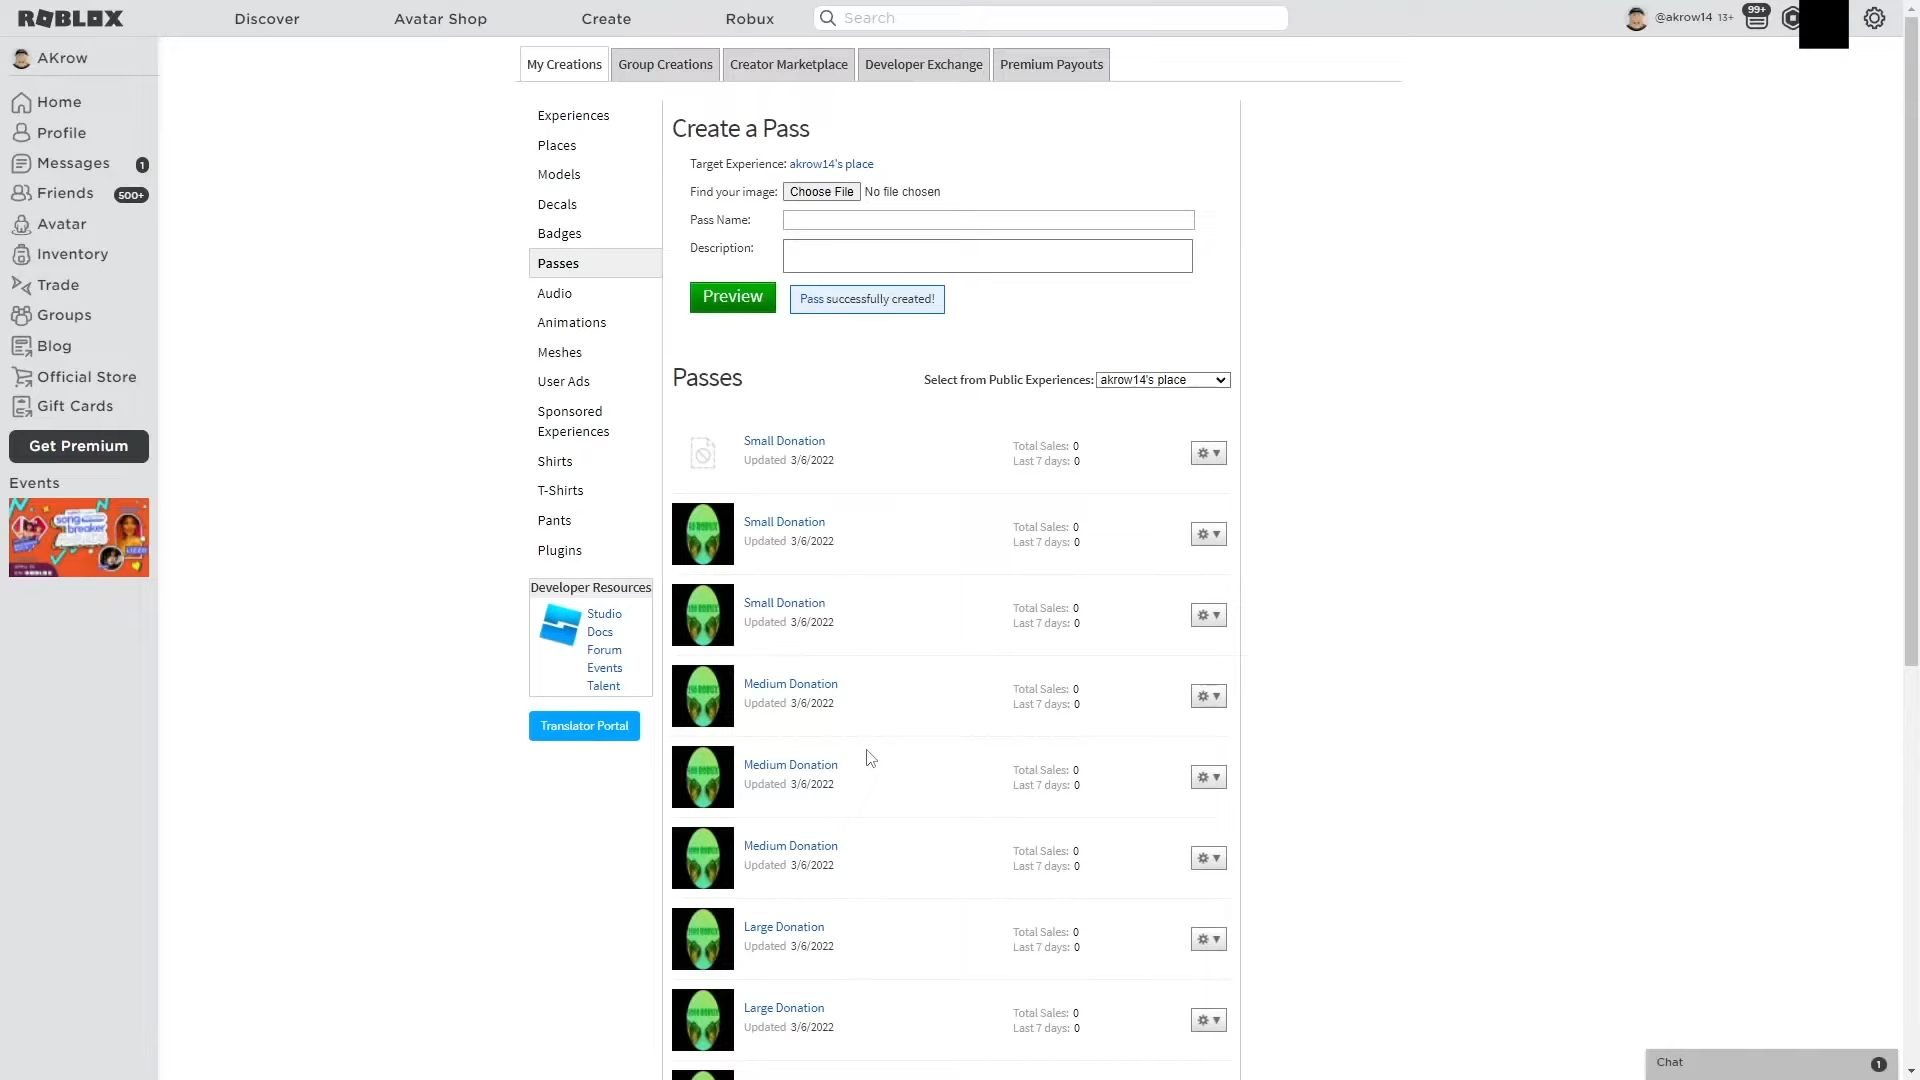 ROBLOX
Discover
Avatar Shop
Create
Robux
Search
@akrow14 13+
99+
AKrow
Home
Profile
Messages 1
Friends 500+
Avatar
Inventory
Trade
Groups
Blog
Official Store
Gift Cards
Get Premium
Events
song breaker
My Creations
Group Creations
Creator Marketplace
Developer Exchange
Premium Payouts
Experiences
Places
Models
Decals
Badges
Passes
Audio
Animations
Meshes
User Ads
Sponsored
Experiences
Shirts
T-Shirts
Pants
Plugins
Developer Resources
Studio
Docs
Forum
Events
Talent
Translator Portal
Create a Pass
Target Experience: akrow14's place
Find your image: Choose File No file chosen
Pass Name:
Description:
Preview
Pass successfully created!
Passes
Select from Public Experiences: akrow14's place
Small Donation
Updated 3/6/2022
Total Sales: 0
Last 7 days: 0
Small Donation
Updated 3/6/2022
Total Sales: 0
Last 7 days: 0
Small Donation
Updated 3/6/2022
Total Sales: 0
Last 7 days: 0
Medium Donation
Updated 3/6/2022
Total Sales: 0
Last 7 days: 0
Medium Donation
Updated 3/6/2022
Total Sales: 0
Last 7 days: 0
Medium Donation
Updated 3/6/2022
Total Sales: 0
Last 7 days: 0
Large Donation
Updated 3/6/2022
Total Sales: 0
Last 7 days: 0
Large Donation
Updated 3/6/2022
Total Sales: 0
Last 7 days: 0
Chat 1